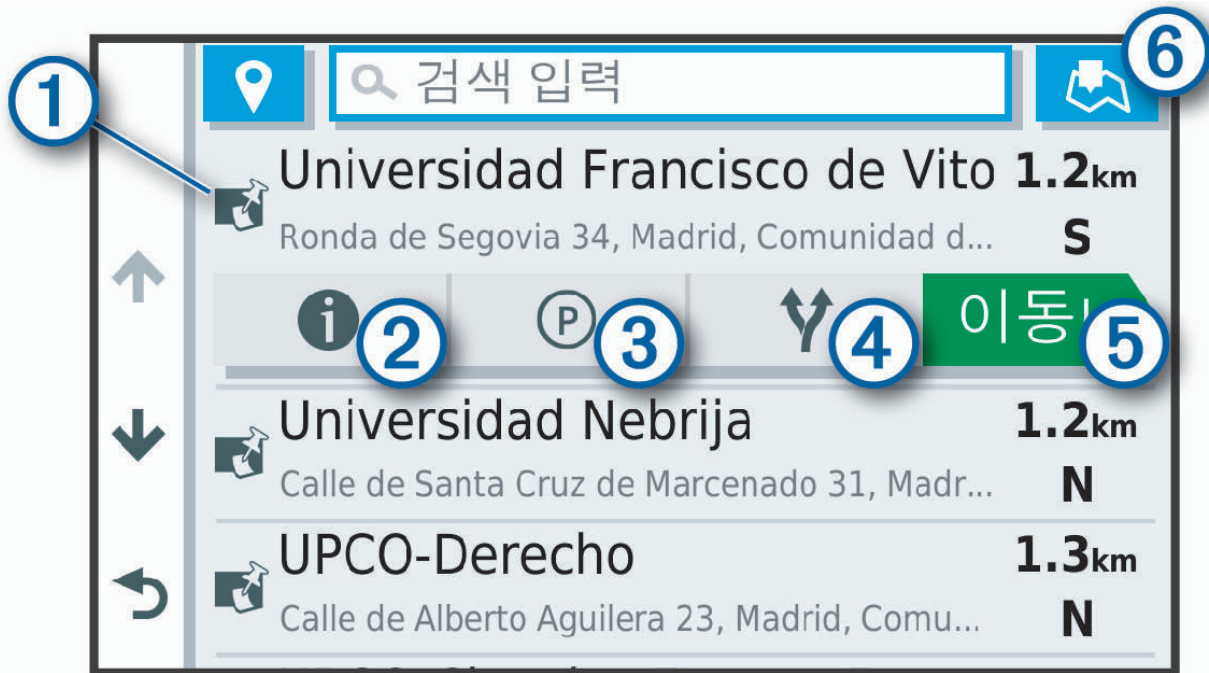 6
검색 입력
1
Universidad Francisco de Vito 1.2km
Ronda de Segovia 34, Madrid, Comunidad d... S
i 2 P 3 4 이동! 5
Universidad Nebrija 1.2km
Calle de Santa Cruz de Marcenado 31, Madr... N
UPCO-Derecho 1.3km
Calle de Alberto Aguilera 23, Madrid, Comu... N